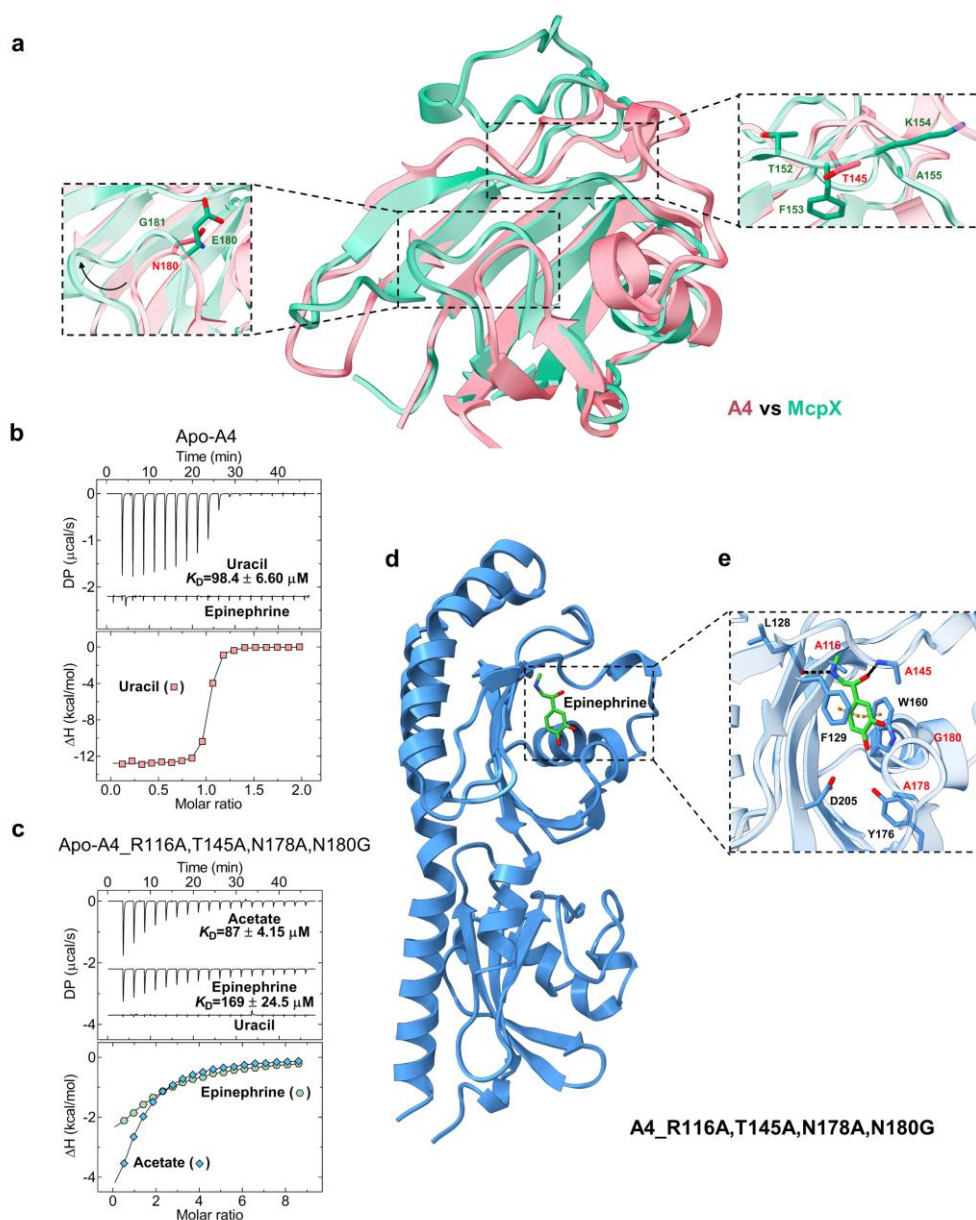 a
K154
T152
T145
A155
F153
G181
E180
N180
A4 vs McpX
b
Apo-A4
Time (min)
0 10 20 30 40
0
-1
-2
DP (μcal/s)
Uracil
KD=98.4 ± 6.60 μM
Epinephrine
0
-4
-8
-12
ΔH (kcal/mol)
Uracil ( )
0.0 0.5 1.0 1.5 2.0
Molar ratio
c
Apo-A4_R116A,T145A,N178A,N180G
Time (min)
0 10 20 30 40
0
-2
-4
DP (μcal/s)
Acetate
KD=87 ± 4.15 μM
Epinephrine
KD=169 ± 24.5 μM
Uracil
0
-2
-4
ΔH (kcal/mol)
Epinephrine ( )
Acetate ( )
0 2 4 6 8
Molar ratio
d
Epinephrine
A4_R116A,T145A,N178A,N180G
e
L128
A116
A145
W160
F129
G180
A178
D205
Y176